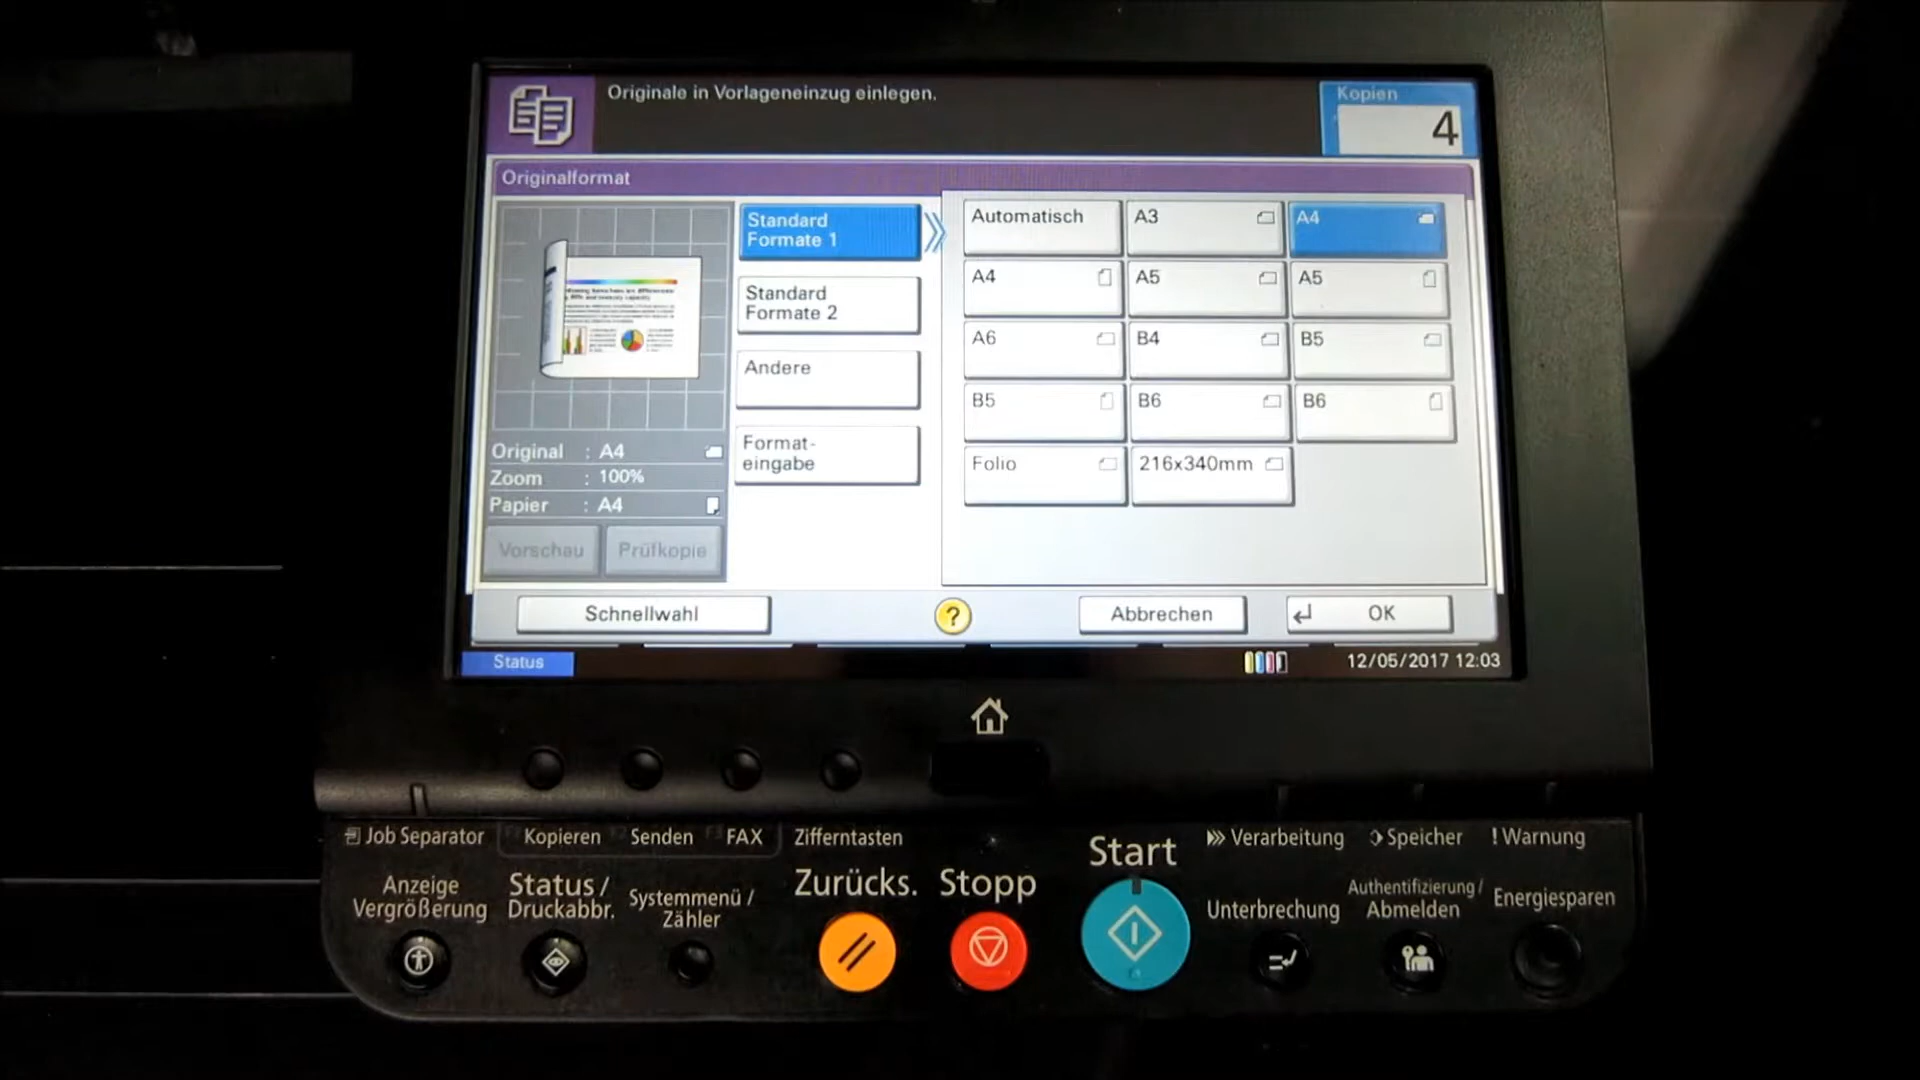 Originale in Vorlageneinzug einlegen.
Kopien
4
Originalformat
Standard
Formate 1
Standard
Formate 2
Andere
Format-
eingabe
Automatisch
A3
A4
A4
A5
A5
A6
B4
B5
B5
B6
B6
Folio
216x340mm
Original : A4
Zoom : 100%
Papier : A4
Vorschau
Prüfkopie
Schnellwahl
?
Abbrechen
OK
Status
12/05/2017 12:03
Job Separator
Kopieren
Senden
FAX
Zifferntasten
Start
Verarbeitung
Speicher
! Warnung
Anzeige
Vergrößerung
Status /
Druckabbr.
Systemmenü /
Zähler
Zurücks.
Stopp
Unterbrechung
Authentifizierung /
Abmelden
Energiesparen